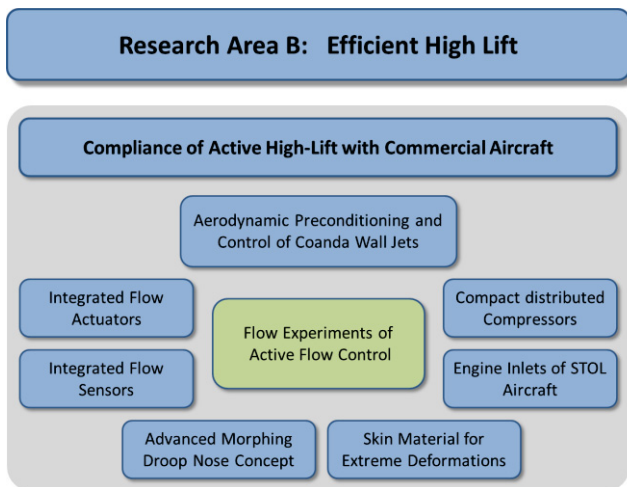 Research Area B: Efficient High Lift
Compliance of Active High-Lift with Commercial Aircraft
Aerodynamic Preconditioning and
Control of Coanda Wall Jets
Integrated Flow
Actuators
Compact distributed
Compressors
Flow Experiments of
Active Flow Control
Integrated Flow
Sensors
Engine Inlets of STOL
Aircraft
Advanced Morphing
Droop Nose Concept
Skin Material for
Extreme Deformations